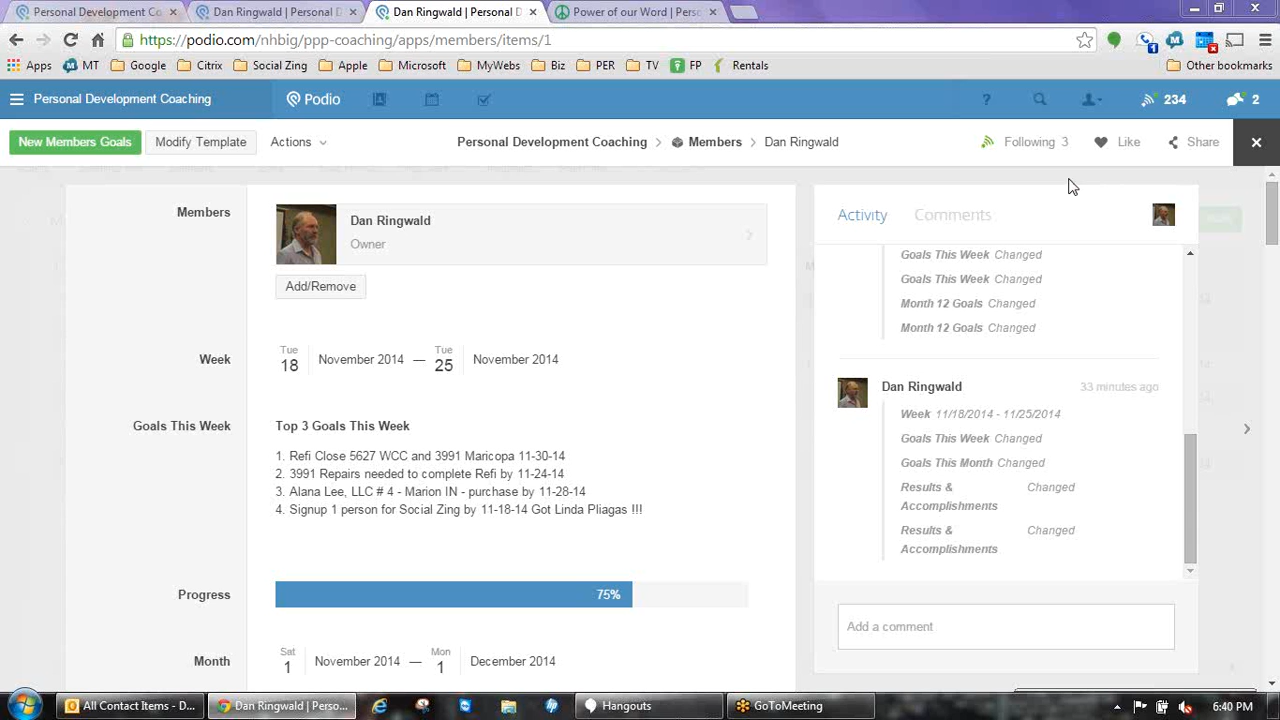 Personal Development Co
Dan Ringwald | Personal D
Dan Ringwald | Personal D
Power of our Word | Perso
https://podio.com/nhbig/ppp-coaching/apps/members/items/1
Apps MT Google Citrix Social Zing Apple Microsoft MyWebs Biz PER TV FP Rentals Other bookmarks
Personal Development Coaching Podio ? 234 2
New Members Goals Modify Template Actions Personal Development Coaching Members Dan Ringwald Following 3 Like Share
Members
Dan Ringwald
Owner
Add/Remove
Week
Tue 18 November 2014 — Tue 25 November 2014
Goals This Week
Top 3 Goals This Week
1. Refi Close 5627 WCC and 3991 Maricopa 11-30-14
2. 3991 Repairs needed to complete Refi by 11-24-14
3. Alana Lee, LLC # 4 - Marion IN - purchase by 11-28-14
4. Signup 1 person for Social Zing by 11-18-14 Got Linda Pliagas !!!
Progress
75%
Month
Sat 1 November 2014 — Mon 1 December 2014
Activity Comments
Goals This Week Changed
Goals This Week Changed
Month 12 Goals Changed
Month 12 Goals Changed
Dan Ringwald 33 minutes ago
Week 11/18/2014 - 11/25/2014
Goals This Week Changed
Goals This Month Changed
Results & Changed
Accomplishments
Results & Changed
Accomplishments
Add a comment
All Contact Items - D...
Dan Ringwald | Perso...
Hangouts
GoToMeeting
6:40 PM